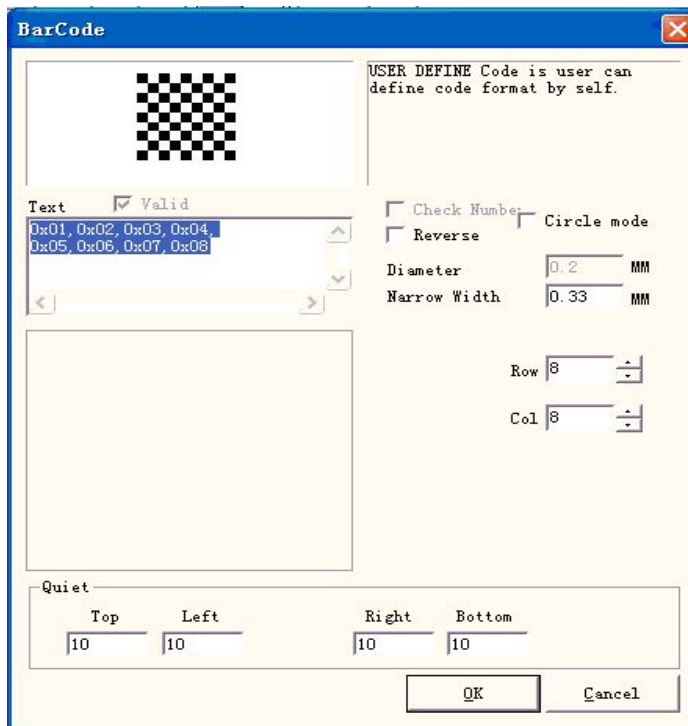 BarCode
USER DEFINE Code is user can
define code format by self.
Text Valid
0x01, 0x02, 0x03, 0x04,
0x05, 0x06, 0x07, 0x08
Check Number
Circle mode
Reverse
Diameter 0.2 MM
Narrow Width 0.33 MM
Row 8
Col 8
Quiet
Top Left Right Bottom
10 10 10 10
OK Cancel